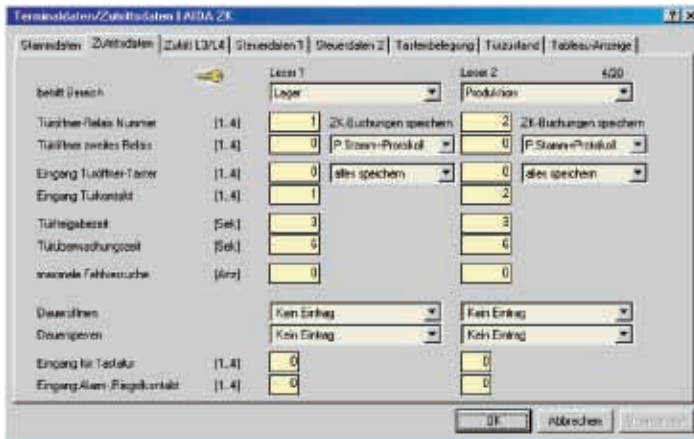 Terminaldaten/Zutrittsdaten | AIDA ZK
Stammdaten Zutrittsdaten Zutritt L3/L4 Steuerdaten 1 Steuerdaten 2 Tastenbelegung Türzustand Tableau-Anzeige
Leser 1 Leser 2 4/20
betritt Bereich Lager Produktion
Türöffner-Relais Nummer [1..4] 1 ZK-Buchungen speichern 2 ZK-Buchungen speichern
Türöffner zweites Relais [1..4] 0 P.Stamm+Protokoll 0 P.Stamm+Protokoll
Eingang Türöffner-Taster [1..4] 0 alles speichern 0 alles speichern
Eingang Türkontakt [1..4] 1 2
Türfreigabezeit [Sek] 3 3
Türüberwachungszeit [Sek] 6 6
maximale Fehlversuche [Anz] 0 0
Daueröffnen Kein Eintrag Kein Eintrag
Dauersperren Kein Eintrag Kein Eintrag
Eingang für Tastatur [1..4] 0 0
Eingang Alarm-/Riegelkontakt [1..4] 0 0
OK Abbrechen